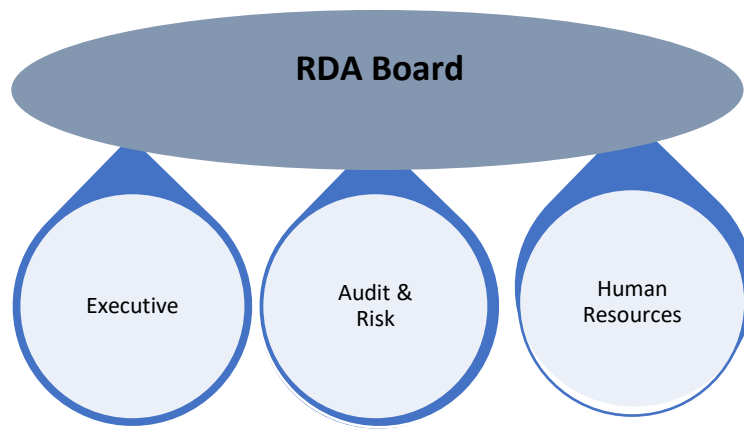 RDA Board
Executive
Audit &
Risk
Human
Resources